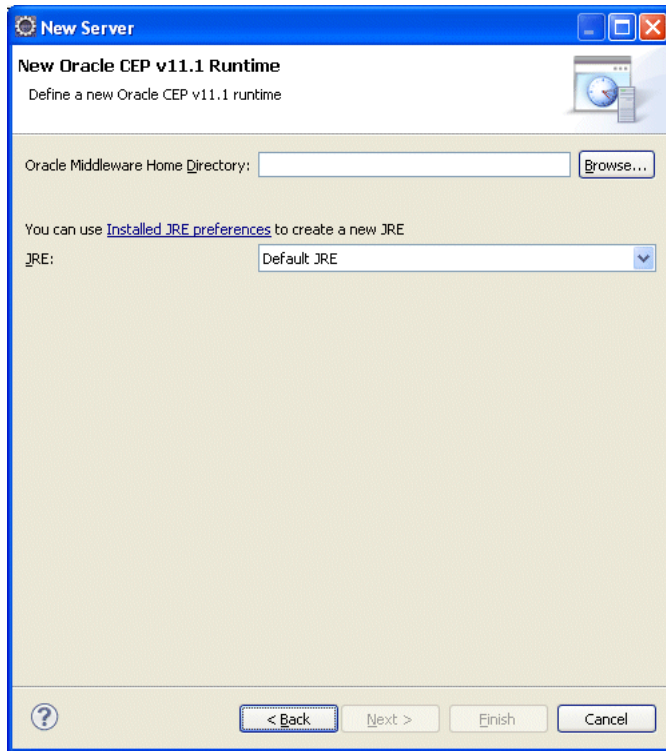 New Server
New Oracle CEP v11.1 Runtime
Define a new Oracle CEP v11.1 runtime
Oracle Middleware Home Directory: Browse...
You can use Installed JRE preferences to create a new JRE
JRE: Default JRE
? < Back Next > Finish Cancel